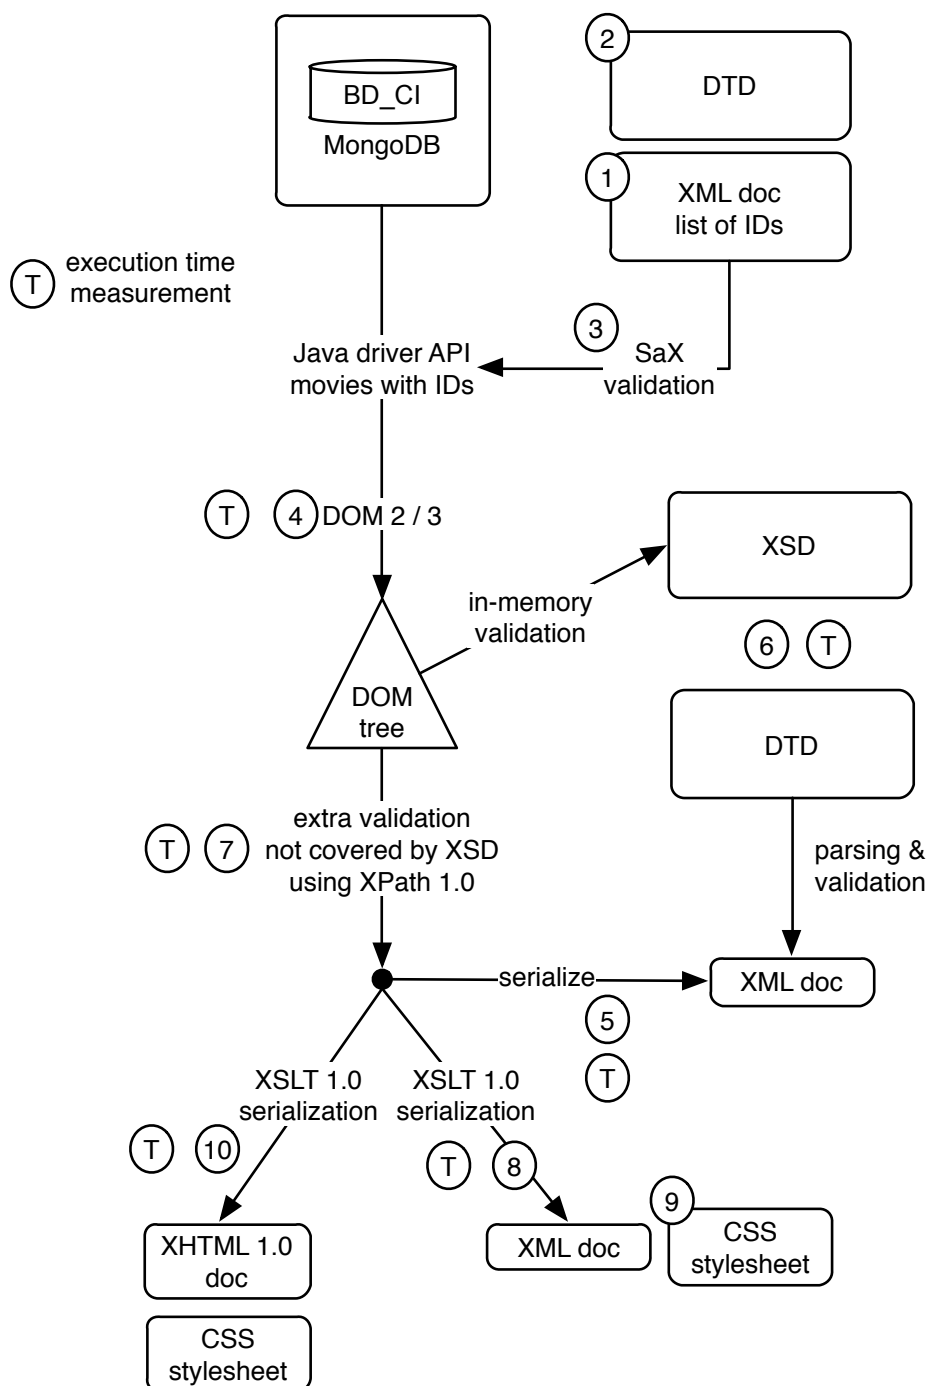 BD_CI
MongoDB
2
DTD
1
XML doc
list of IDs
T
execution time
measurement
3
Java driver API
movies with IDs
SaX
validation
T
4
DOM 2 / 3
XSD
in-memory
validation
6
T
DOM
tree
DTD
T
7
extra validation
not covered by XSD
using XPath 1.0
parsing &
validation
serialize
XML doc
5
T
XSLT 1.0
serialization
XSLT 1.0
serialization
T
10
T
8
9
XHTML 1.0
doc
XML doc
CSS
stylesheet
CSS
stylesheet